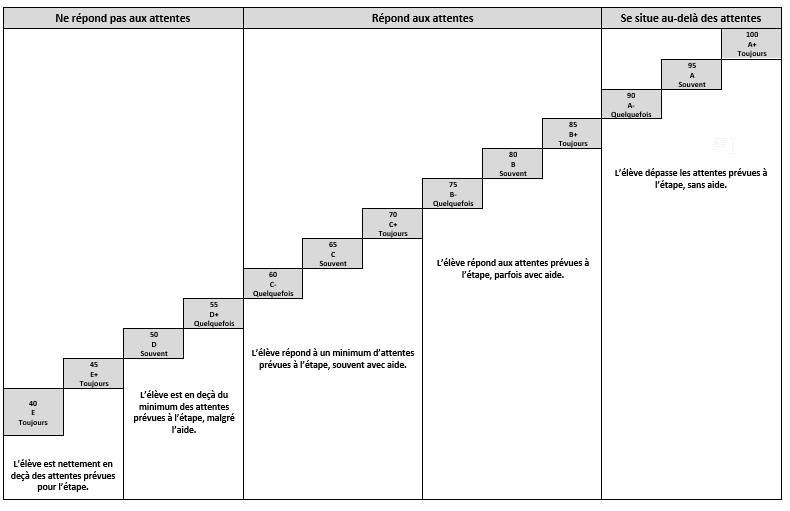 Ne répond pas aux attentes
Répond aux attentes
Se situe au-delà des attentes
100
A+
Toujours
95
A
Souvent
90
A-
Quelquefois
85
B+
Toujours
80
B
Souvent
75
B-
Quelquefois
70
C+
Toujours
65
C
Souvent
60
C-
Quelquefois
55
D+
Quelquefois
50
D
Souvent
45
E+
Toujours
40
E
Toujours
L'élève dépasse les attentes prévues à
l'étape, sans aide.
L'élève répond aux attentes prévues à
l'étape, parfois avec aide.
L'élève répond à un minimum d'attentes
prévues à l'étape, souvent avec aide.
L'élève est en deçà du
minimum des attentes
prévues à l'étape, malgré
l'aide.
L'élève est nettement en
deçà des attentes prévues
pour l'étape.